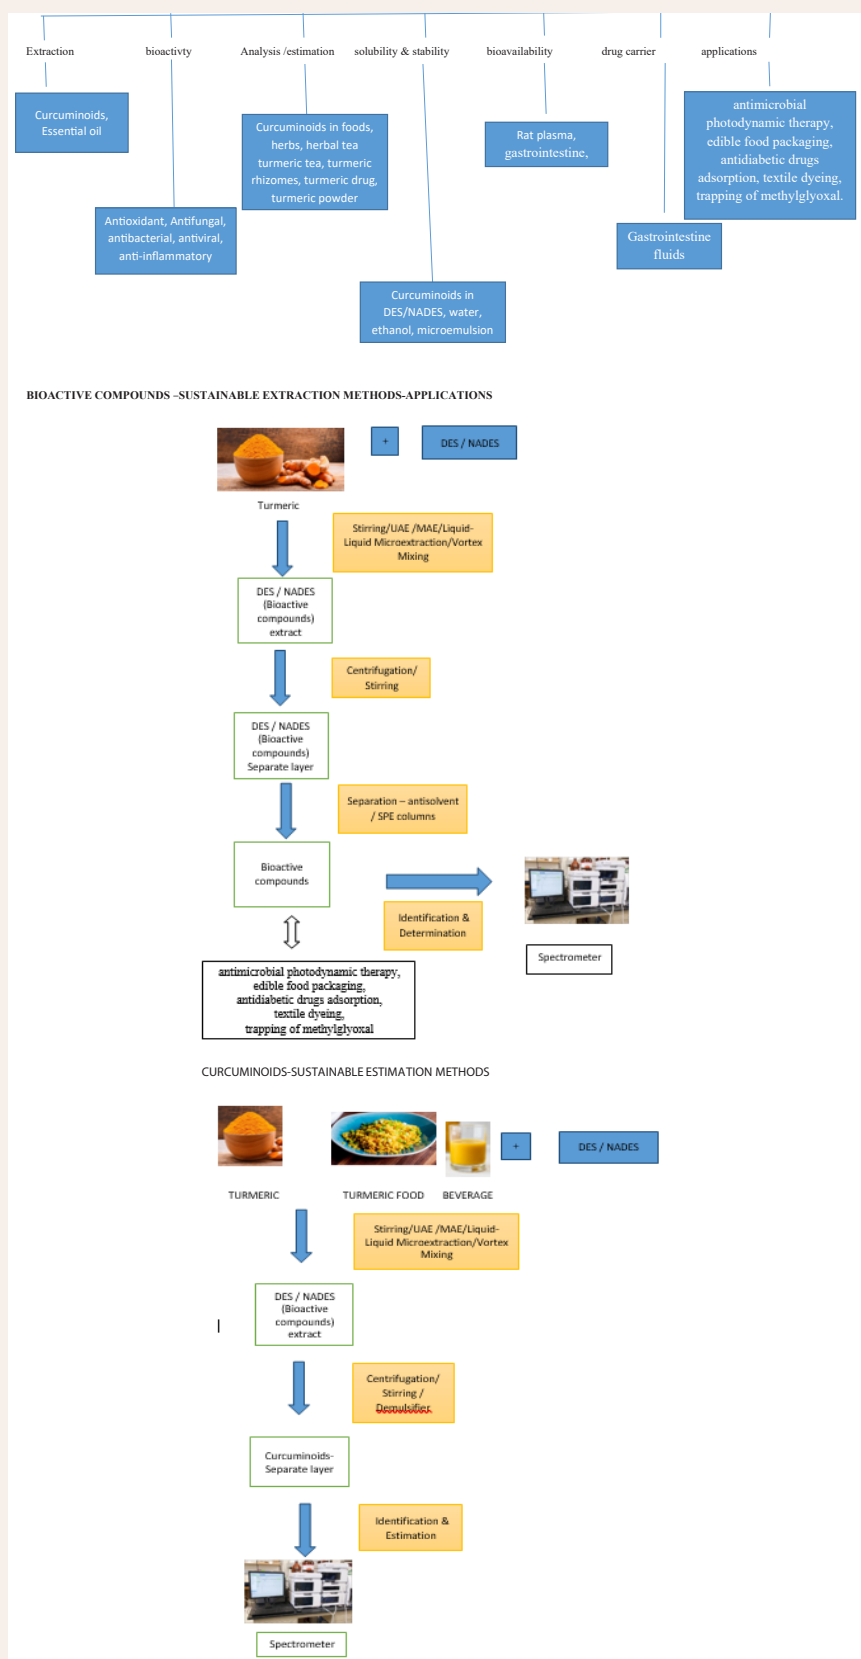 Extraction
bioactivty
Analysis /estimation
solubility & stability
bioavailability
drug carrier
applications
Curcuminoids,
Essential oil
Antioxidant, Antifungal,
antibacterial, antiviral,
anti-inflammatory
Curcuminoids in foods,
herbs, herbal tea
turmeric tea, turmeric
rhizomes, turmeric drug,
turmeric powder
Curcuminoids in
DES/NADES, water,
ethanol, microemulsion
Rat plasma,
gastrointestine,
Gastrointestine
fluids
antimicrobial
photodynamic therapy,
edible food packaging,
antidiabetic drugs
adsorption, textile dyeing,
trapping of methylglyoxal.
BIOACTIVE COMPOUNDS –SUSTAINABLE EXTRACTION METHODS-APPLICATIONS
+
DES / NADES
Turmeric
Stirring/UAE /MAE/Liquid-
Liquid Microextraction/Vortex
Mixing
DES / NADES
(Bioactive
compounds)
extract
Centrifugation/
Stirring
DES / NADES
(Bioactive
compounds)
Separate layer
Separation – antisolvent
/ SPE columns
Bioactive
compounds
Identification &
Determination
Spectrometer
antimicrobial photodynamic therapy,
edible food packaging,
antidiabetic drugs adsorption,
textile dyeing,
trapping of methylglyoxal
CURCUMINOIDS-SUSTAINABLE ESTIMATION METHODS
+
DES / NADES
TURMERIC
TURMERIC FOOD
BEVERAGE
Stirring/UAE /MAE/Liquid-
Liquid Microextraction/Vortex
Mixing
DES / NADES
(Bioactive
compounds)
extract
Centrifugation/
Stirring /
Demulsifier
Curcuminoids-
Separate layer
Identification &
Estimation
Spectrometer